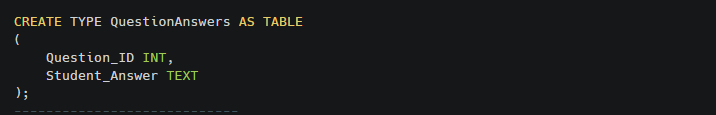 CREATE TYPE QuestionAnswers AS TABLE
(
    Question_ID INT,
    Student_Answer TEXT
);
----------------------------